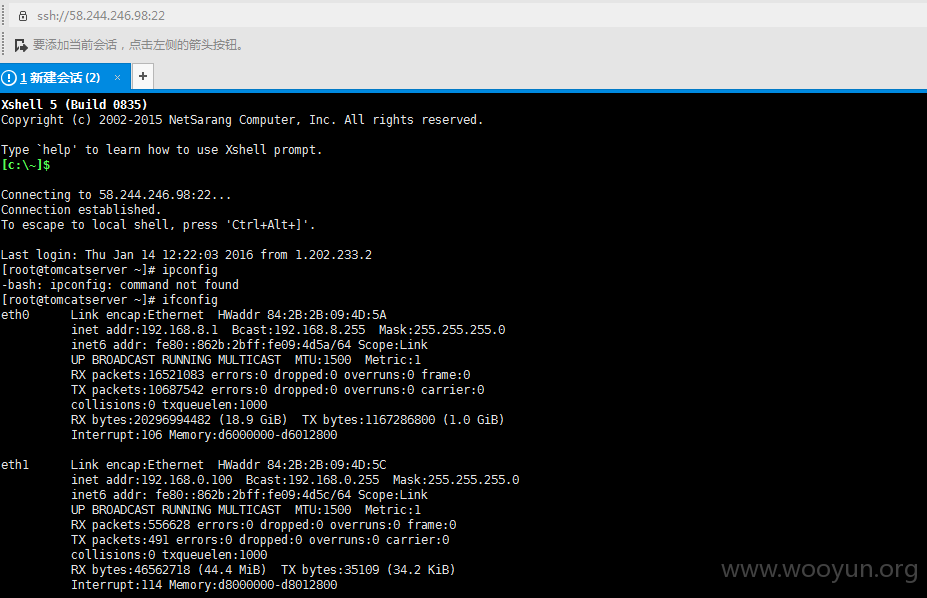 ssh://58.244.246.98:22
要添加当前会话，点击左侧的箭头按钮。
1 新建会话 (2) × +
Xshell 5 (Build 0835)
Copyright (c) 2002-2015 NetSarang Computer, Inc. All rights reserved.
Type `help' to learn how to use Xshell prompt.
[c:\~]$
Connecting to 58.244.246.98:22...
Connection established.
To escape to local shell, press 'Ctrl+Alt+]'.
Last login: Thu Jan 14 12:22:03 2016 from 1.202.233.2
[root@tomcatserver ~]# ipconfig
-bash: ipconfig: command not found
[root@tomcatserver ~]# ifconfig
eth0 Link encap:Ethernet HWaddr 84:2B:2B:09:4D:5A
inet addr:192.168.8.1 Bcast:192.168.8.255 Mask:255.255.255.0
inet6 addr: fe80::862b:2bff:fe09:4d5a/64 Scope:Link
UP BROADCAST RUNNING MULTICAST MTU:1500 Metric:1
RX packets:16521083 errors:0 dropped:0 overruns:0 frame:0
TX packets:10687542 errors:0 dropped:0 overruns:0 carrier:0
collisions:0 txqueuelen:1000
RX bytes:20296994482 (18.9 GiB) TX bytes:1167286800 (1.0 GiB)
Interrupt:106 Memory:d6000000-d6012800
eth1 Link encap:Ethernet HWaddr 84:2B:2B:09:4D:5C
inet addr:192.168.0.100 Bcast:192.168.0.255 Mask:255.255.255.0
inet6 addr: fe80::862b:2bff:fe09:4d5c/64 Scope:Link
UP BROADCAST RUNNING MULTICAST MTU:1500 Metric:1
RX packets:556628 errors:0 dropped:0 overruns:0 frame:0
TX packets:491 errors:0 dropped:0 overruns:0 carrier:0
collisions:0 txqueuelen:1000
RX bytes:46562718 (44.4 MiB) TX bytes:35109 (34.2 KiB)
Interrupt:114 Memory:d8000000-d8012800
www.wooyun.org